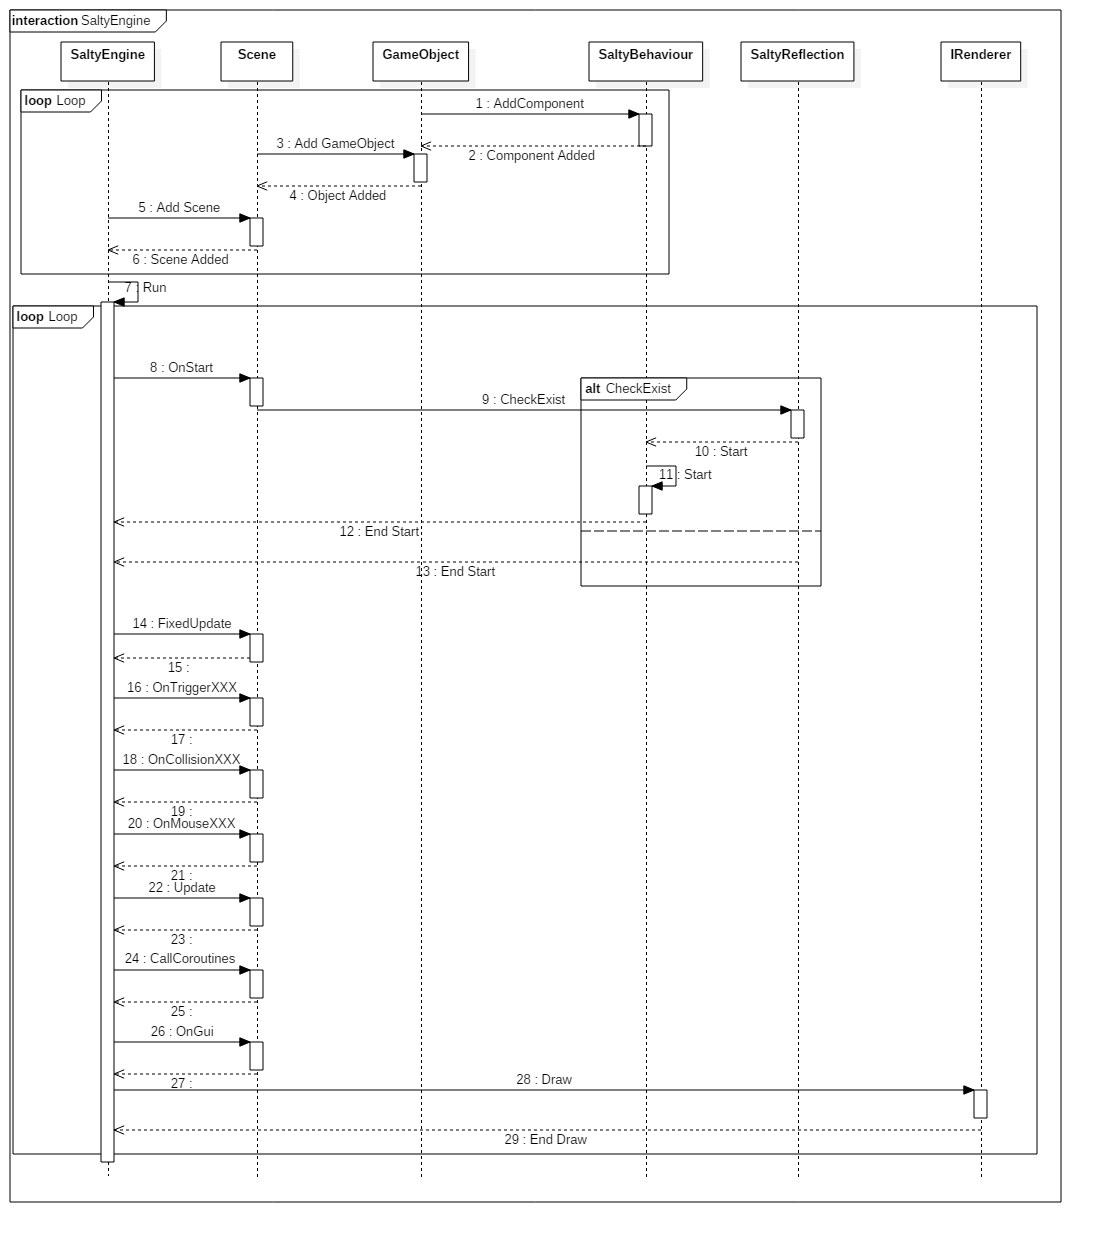 interaction SaltyEngine
SaltyEngine
Scene
GameObject
SaltyBehaviour
SaltyReflection
IRenderer
loop Loop
1 : AddComponent
2 : Component Added
3 : Add GameObject
4 : Object Added
5 : Add Scene
6 : Scene Added
7 : Run
loop Loop
8 : OnStart
alt CheckExist
9 : CheckExist
10 : Start
11 : Start
12 : End Start
13 : End Start
14 : FixedUpdate
15 :
16 : OnTriggerXXX
17 :
18 : OnCollisionXXX
19 :
20 : OnMouseXXX
21 :
22 : Update
23 :
24 : CallCoroutines
25 :
26 : OnGui
27 :
28 : Draw
29 : End Draw